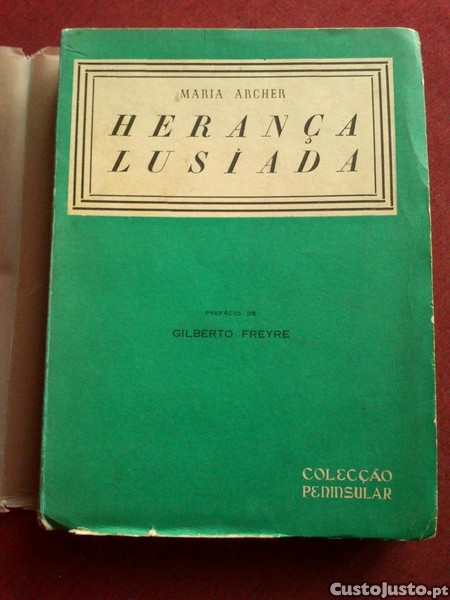 MARIA ARCHER
HERANÇA
LUSÍADA
PREFÁCIO DE
GILBERTO FREYRE
COLECÇÃO
PENINSULAR
CustoJusto.pt